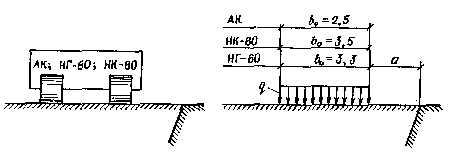 АК; НГ-60; НК-80
АК b₀=2,5
НК-80 b₀=3,5
НГ-60 b₀=3,3 a
q